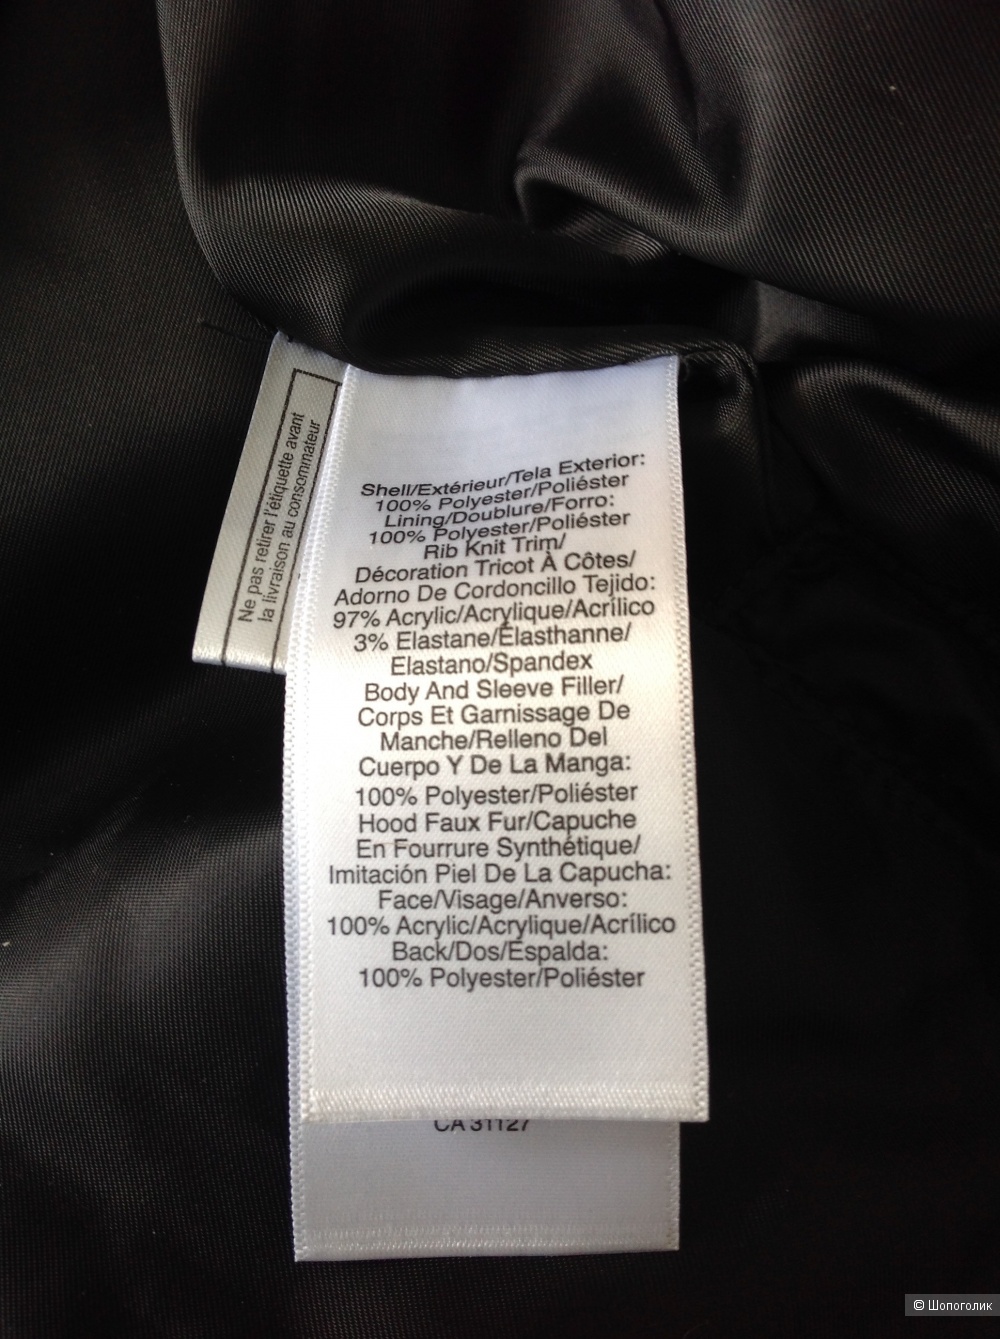 Ne pas retirer l'étiquette avant
la livraison au consommateur
Shell/Extérieur/Tela Exterior:
100% Polyester/Poliéster
Lining/Doublure/Forro:
100% Polyester/Poliéster
Rib Knit Trim/
Décoration Tricot À Côtes/
Adorno De Cordoncillo Tejido:
97% Acrylic/Acrylique/Acrílico
3% Elastane/Élasthanne/
Elastano/Spandex
Body And Sleeve Filler/
Corps Et Garnissage De
Manche/Relleno Del
Cuerpo Y De La Manga:
100% Polyester/Poliéster
Hood Faux Fur/Capuche
En Fourrure Synthétique/
Imitación Piel De La Capucha:
Face/Visage/Anverso:
100% Acrylic/Acrylique/Acrílico
Back/Dos/Espalda:
100% Polyester/Poliéster
CA 31127
© Шопоголик